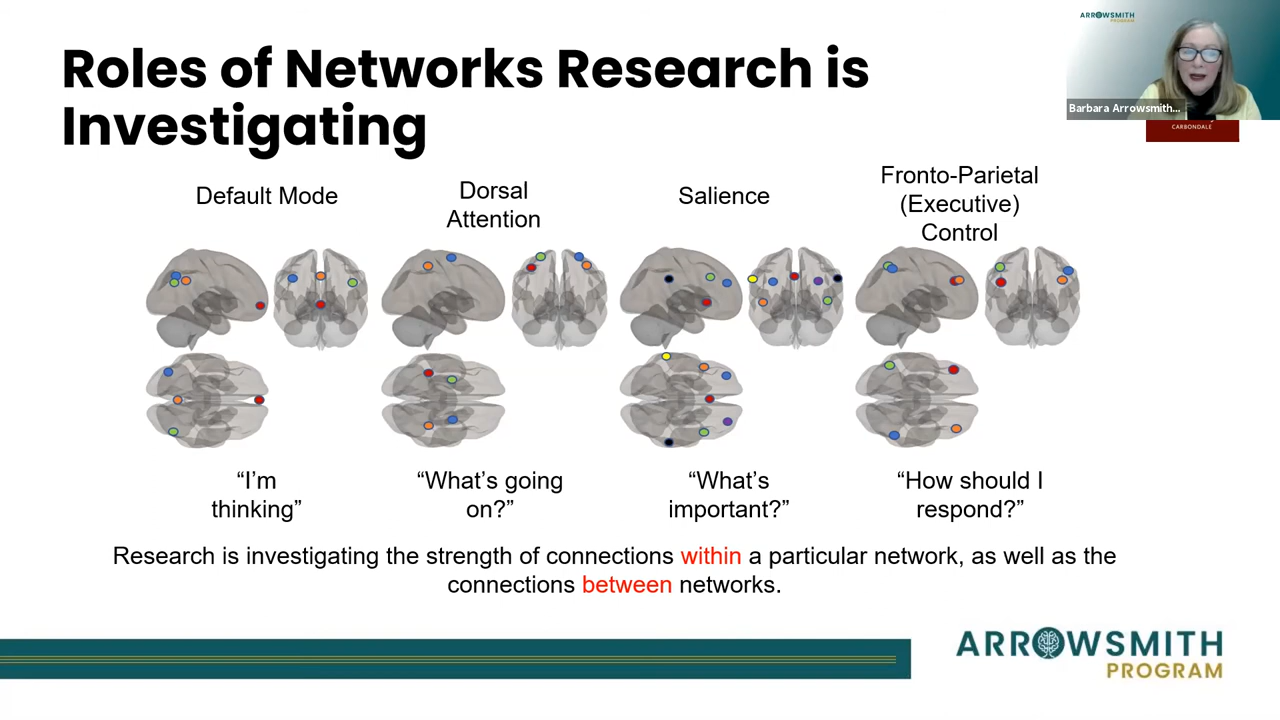 ARROWSMITH
PROGRAM
Barbara Arrowsmith...
CARBONDALE
Roles of Networks Research is
Investigating
Default Mode
Dorsal
Attention
Salience
Fronto-Parietal
(Executive)
Control
“I’m
thinking”
“What’s going
on?”
“What’s
important?”
“How should I
respond?”
Research is investigating the strength of connections within a particular network, as well as the
connections between networks.
ARROWSMITH
PROGRAM